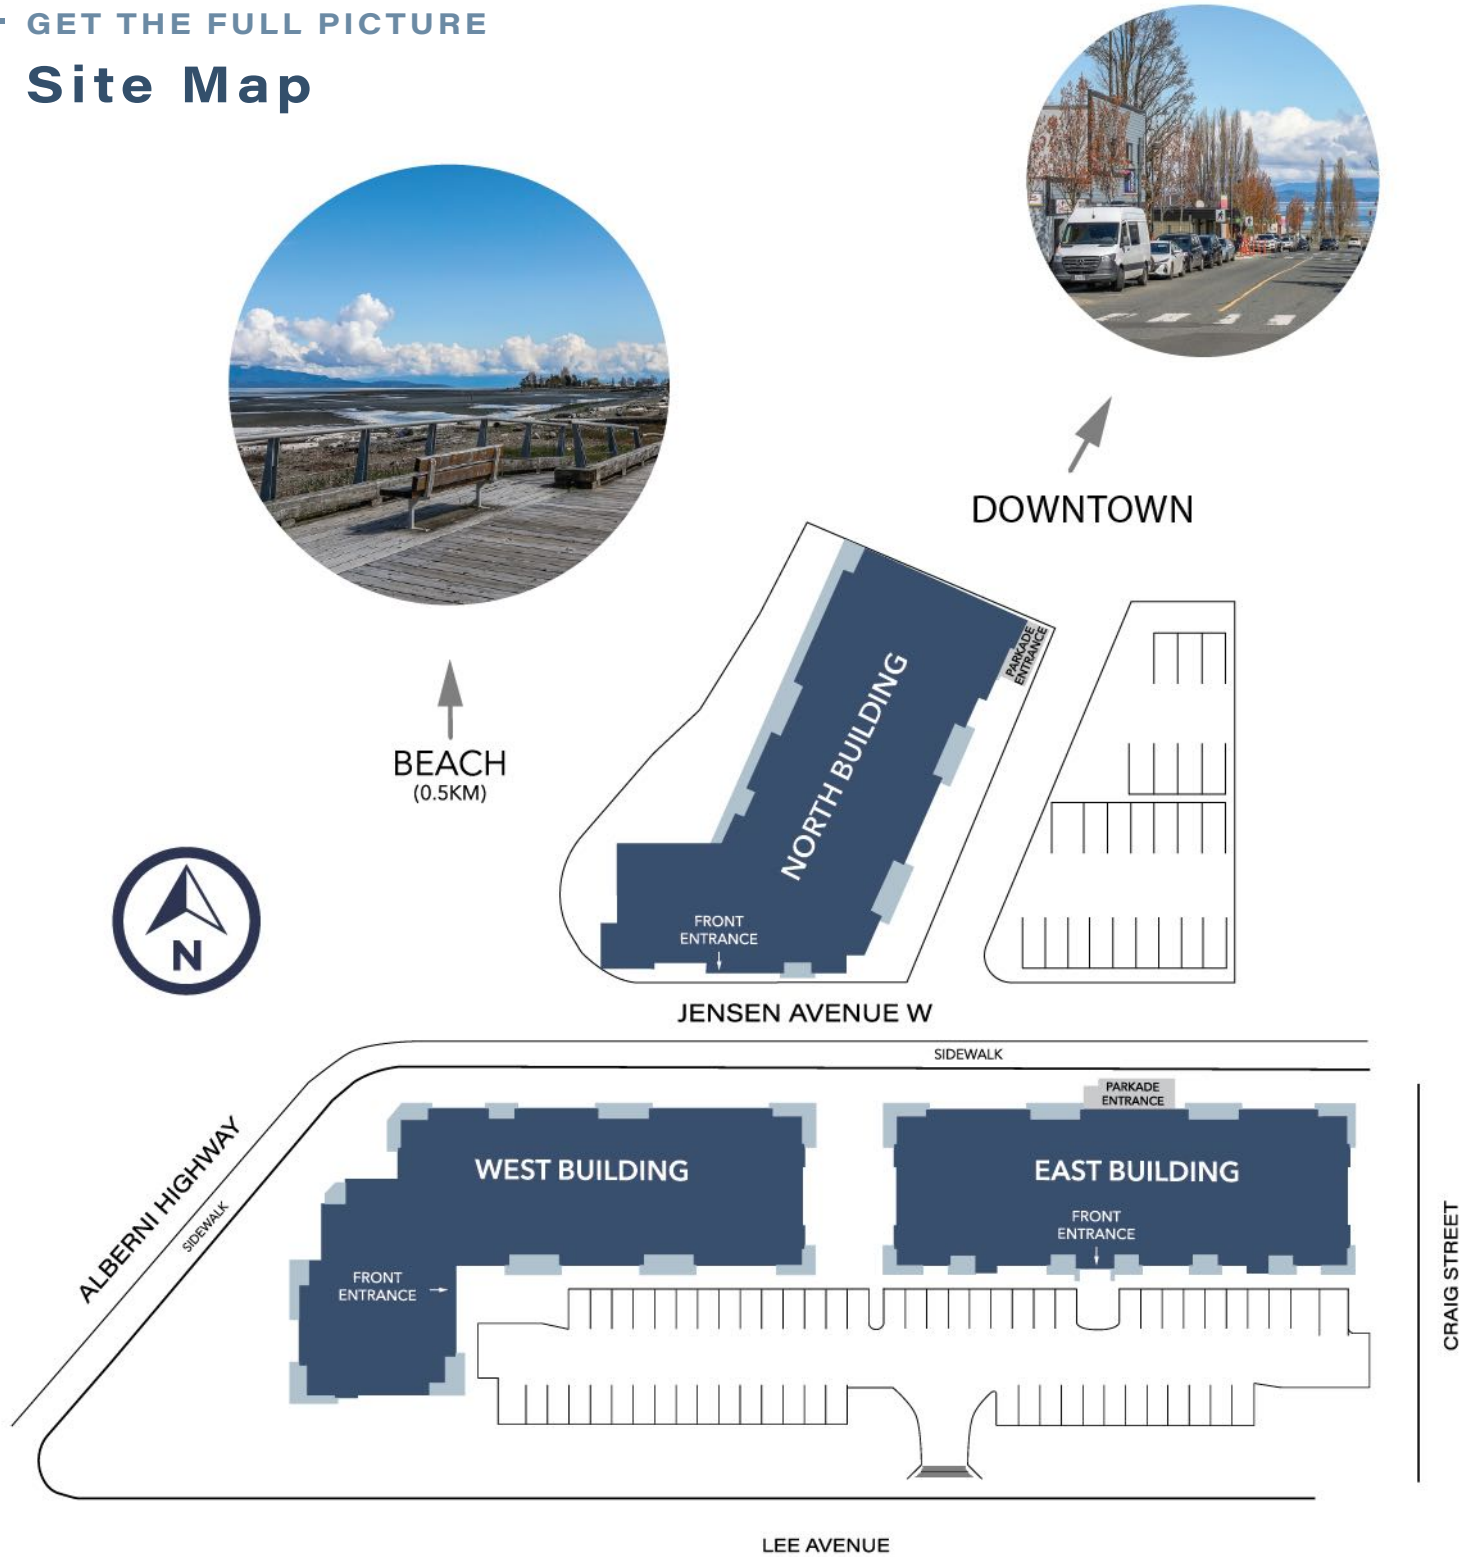 GET THE FULL PICTURE
Site Map
DOWNTOWN
PARKADE
ENTRANCE
NORTH BUILDING
BEACH
(0.5KM)
FRONT
ENTRANCE
N
JENSEN AVENUE W
SIDEWALK
PARKADE
ENTRANCE
WEST BUILDING
EAST BUILDING
ALBERNI HIGHWAY
SIDEWALK
FRONT
ENTRANCE
FRONT
ENTRANCE
CRAIG STREET
LEE AVENUE